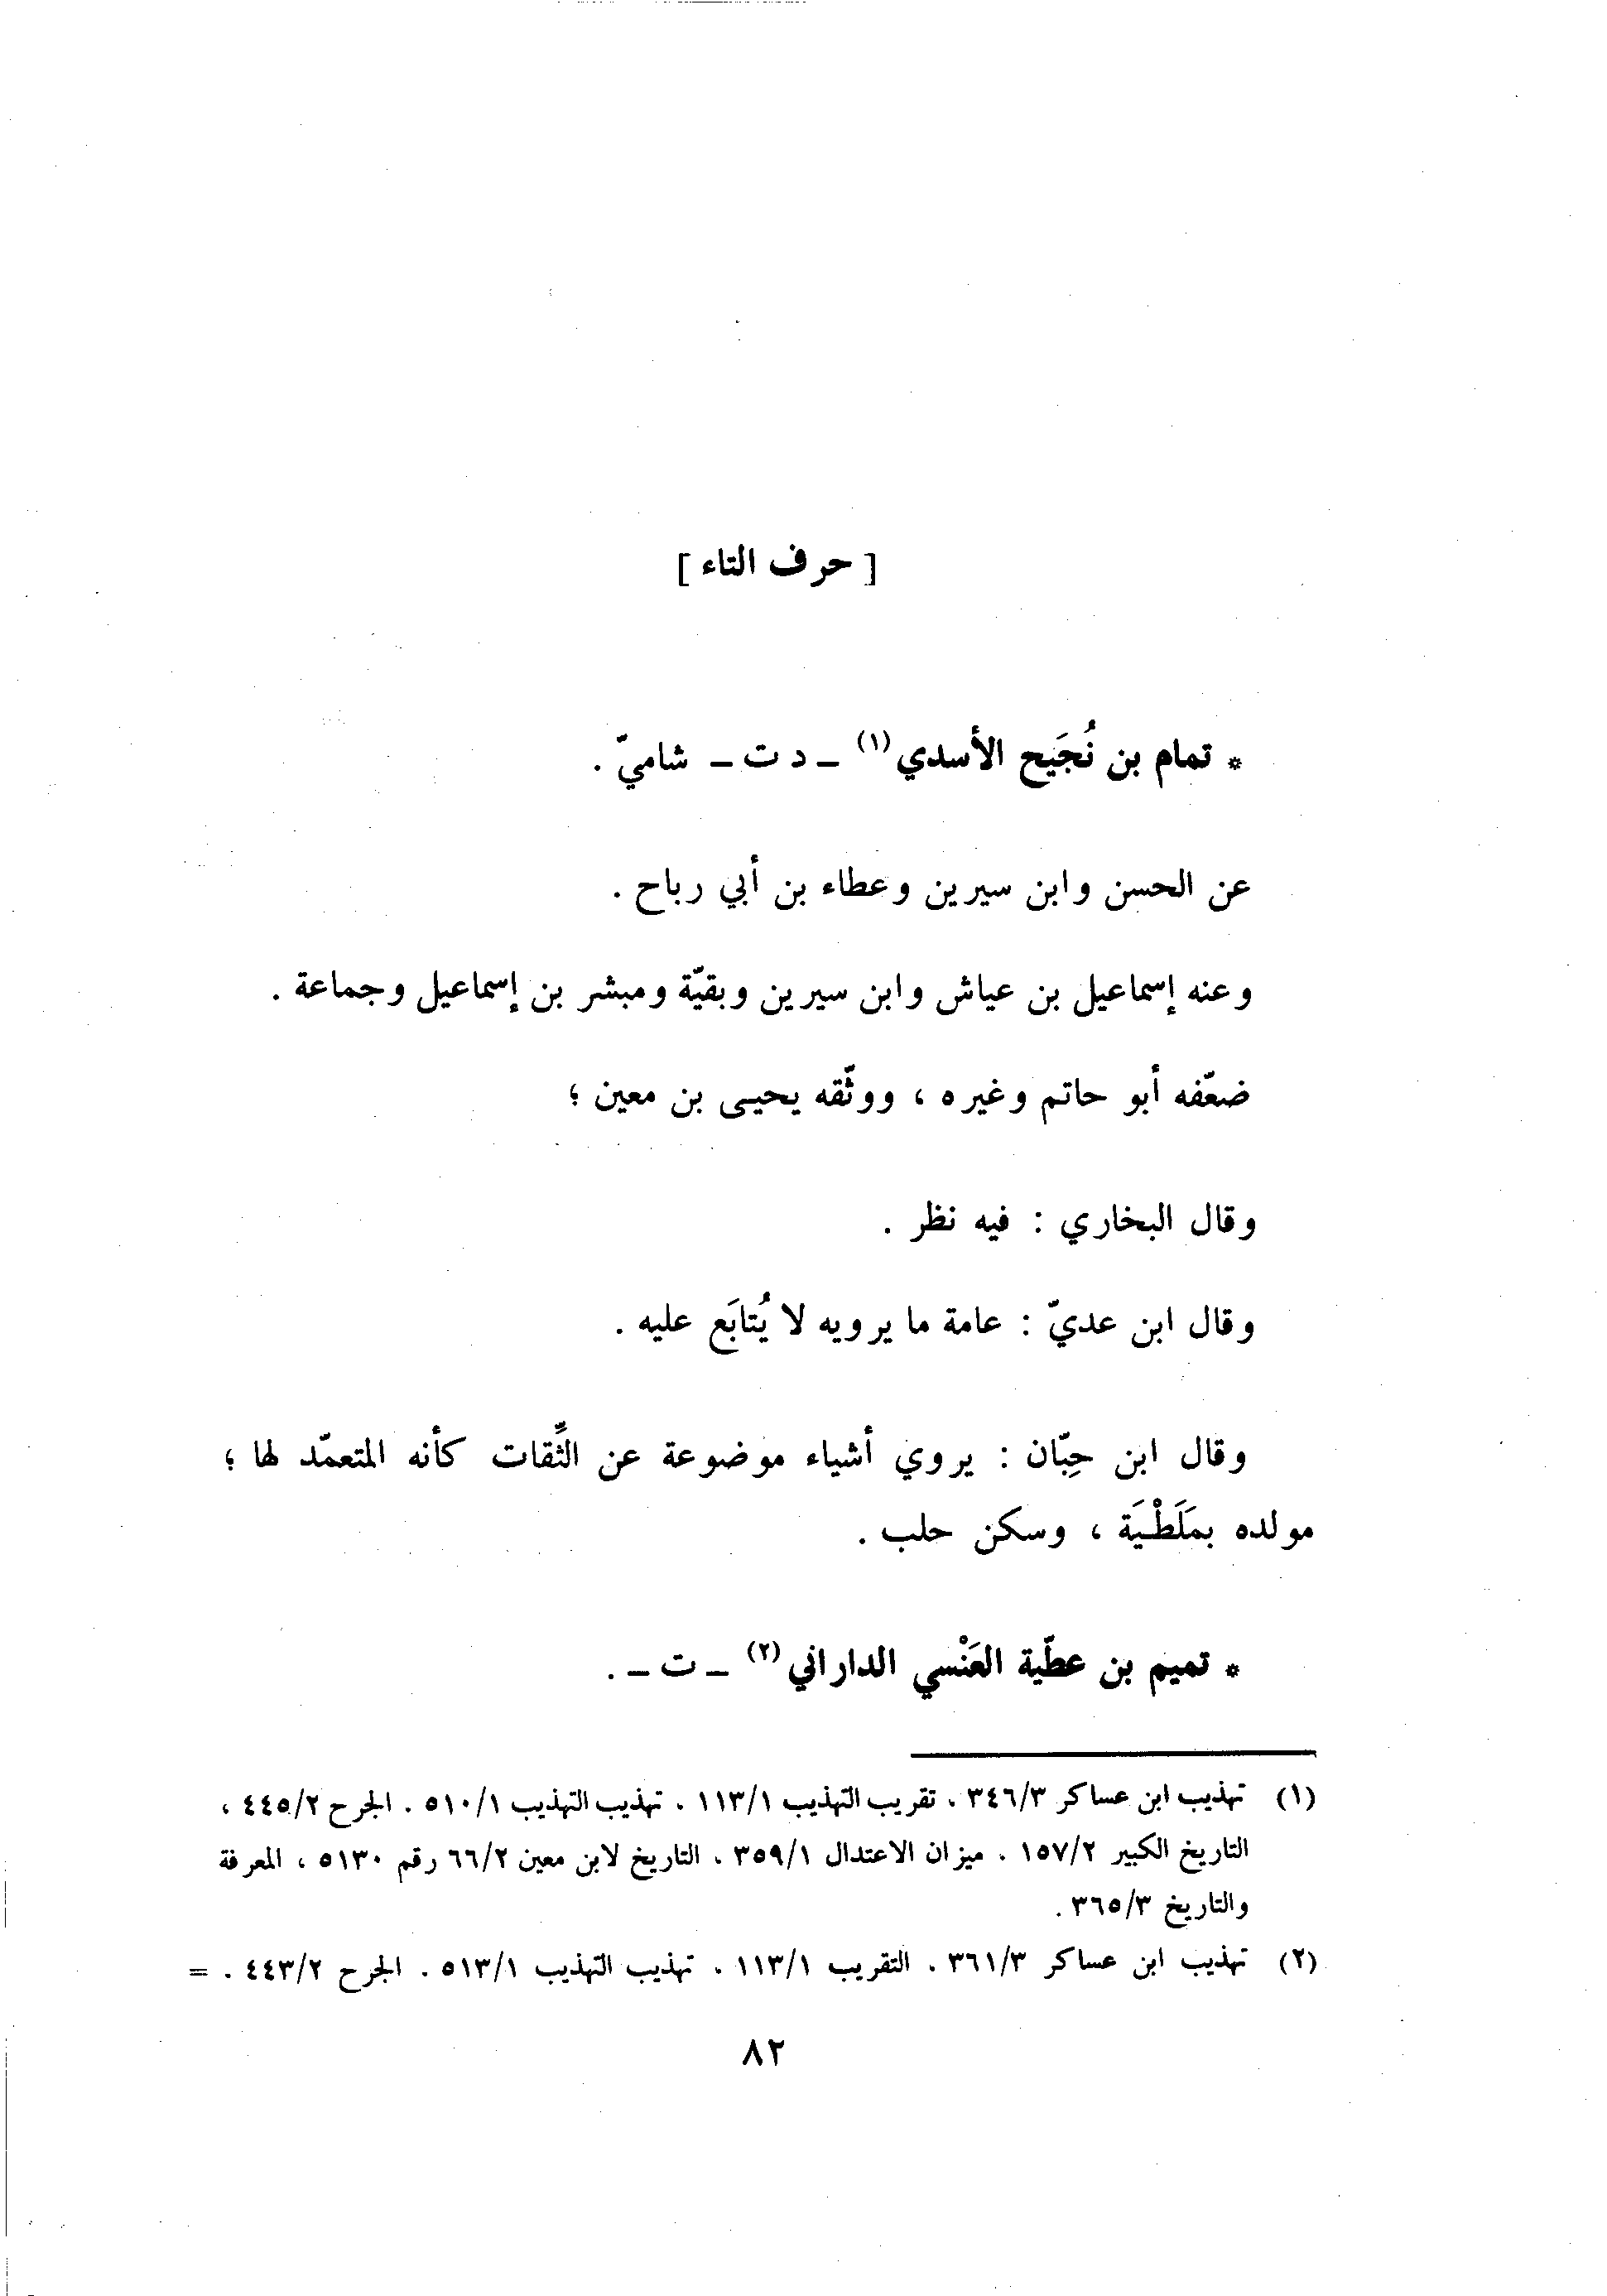 [ حرف التاء ]
* تمام بن نُجَيح الأسدي (١) ــ د ت ــ شاميّ .
عن الحسن وابن سيرين وعطاء بن أبي رباح .
وعنه إسماعيل بن عياش وابن سيرين وبقيّة ومبشر بن إسماعيل وجماعة .
ضعّفه أبو حاتم وغيره ، ووثّقه يحيى بن معين ؛
وقال البخاري : فيه نظر .
وقال ابن عديّ : عامة ما يرويه لا يُتابَع عليه .
وقال ابن حِبّان : يروي أشياء موضوعة عن الثِّقات كأنه المتعمّد لها ؛
مولده بمَلَطْيَة ، وسكن حلب .
* تميم بن عطّية العَنْسي الداراني (٢) ــ ت ــ .
(١) تهذيب ابن عساكر ٣٤٦/٣ . تقريب التهذيب ١١٣/١ . تهذيب التهذيب ٥١٠/١ . الجرح ٤٤٥/٢ ،
التاريخ الكبير ١٥٧/٢ . ميزان الاعتدال ٣٥٩/١ . التاريخ لابن معين ٦٦/٢ رقم ٥١٣٠ ، المعرفة
والتاريخ ٣٦٥/٣ .
(٢) تهذيب ابن عساكر ٣٦١/٣ . التقريب ١١٣/١ . تهذيب التهذيب ٥١٣/١ . الجرح ٤٤٣/٢ . =
٨٢